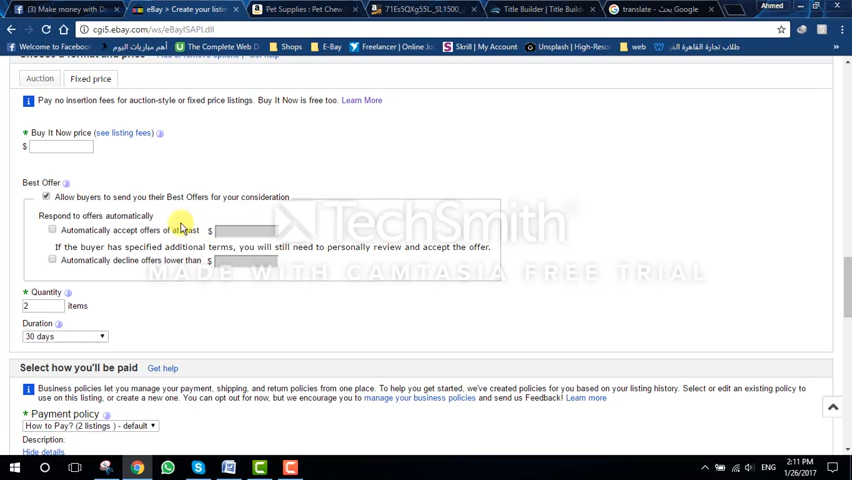 (3) Make money with De
eBay > Create your listin
Pet Supplies : Pet Chew
71Es5QXg55L._SL1500_
Title Builder | Title Build
translate - بحث Google
Ahmed
cgi5.ebay.com/ws/eBayISAPI.dll
Welcome to Facebook
أهم مباريات اليوم
The Complete Web D
Shops
E-Bay
Freelancer | Online J
Skrill | My Account
Unsplash | High-Reso
web
طلاب تجارة القاهرة
Auction
Fixed price
Pay no insertion fees for auction-style or fixed price listings. Buy It Now is free too. Learn More
* Buy It Now price (see listing fees)
$
Best Offer
Allow buyers to send you their Best Offers for your consideration
Respond to offers automatically
Automatically accept offers of at least $
If the buyer has specified additional terms, you will still need to personally review and accept the offer.
Automatically decline offers lower than $
TechSmith®
MADE WITH CAMTASIA FREE TRIAL
* Quantity
2 items
Duration
30 days
Select how you'll be paid Get help
Business policies let you manage your payment, shipping, and return policies from one place. To help you get started, we've created policies for you based on your listing history. Select or edit an existing policy to
use on this listing, or create a new one. You can opt out for now, but we encourage you to manage your business policies and send us Feedback! Learn more
* Payment policy
How to Pay? (2 listings ) - default
Description:
Hide details
ENG
2:11 PM
1/26/2017